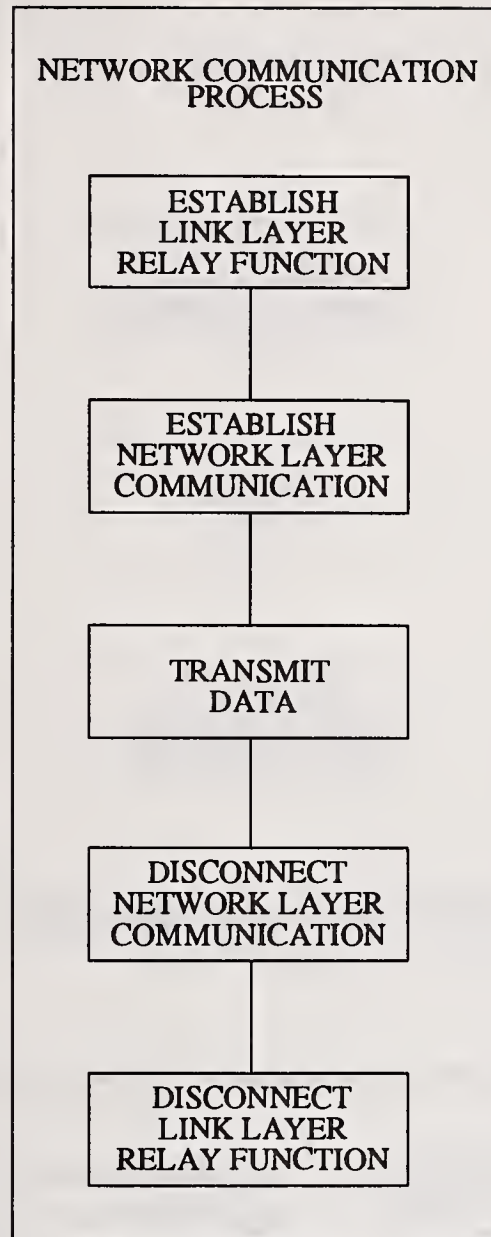 NETWORK COMMUNICATION
PROCESS
ESTABLISH
LINK LAYER
RELAY FUNCTION
ESTABLISH
NETWORK LAYER
COMMUNICATION
TRANSMIT
DATA
DISCONNECT
NETWORK LAYER
COMMUNICATION
DISCONNECT
LINK LAYER
RELAY FUNCTION